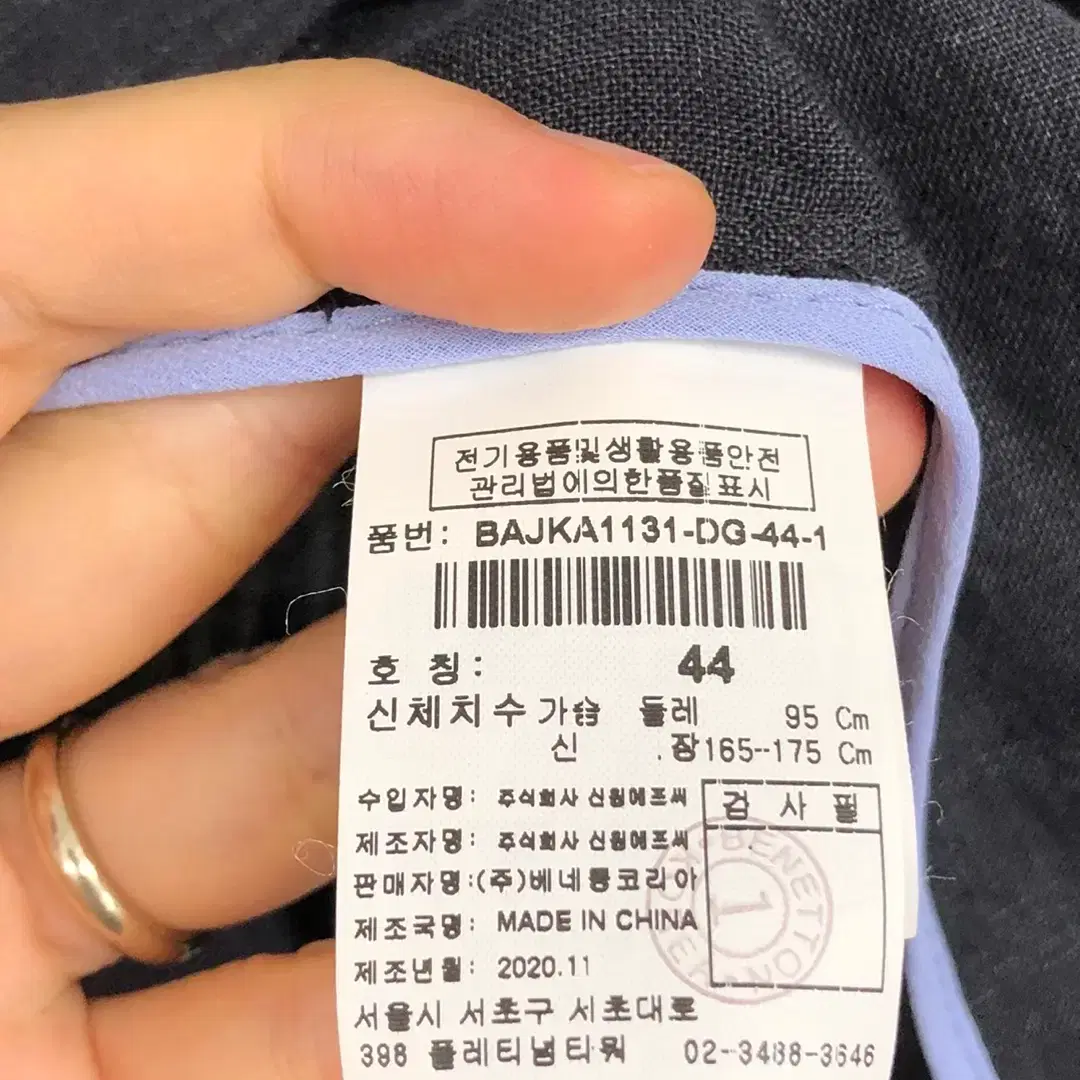 전기용품및생활용품안전
관리법에의한품질표시
품번: BAJKA1131-DG-44-1
호 칭: 44
신체치수 가슴 둘레 95 Cm
신 장 165--175 Cm
수입자명: 주식회사 신원에프씨
제조자명: 주식회사 신원에프씨
판매자명:(주)베네통코리아
제조국명: MADE IN CHINA
제조년월: 2020.11
서울시 서초구 서초대로
398 플레티넘타워 02-3488-3646
검 사 필
BENETTON KOREA
1